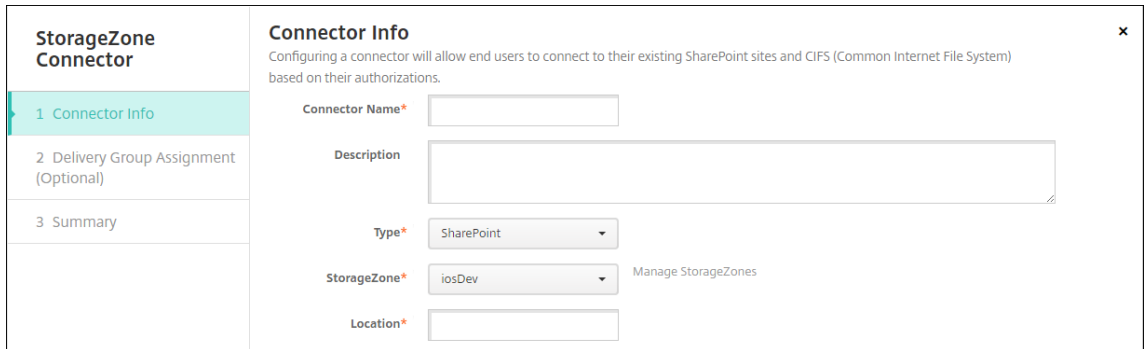 StorageZone
Connector
1 Connector Info
2 Delivery Group Assignment
(Optional)
3 Summary
Connector Info
×
Configuring a connector will allow end users to connect to their existing SharePoint sites and CIFS (Common Internet File System)
based on their authorizations.
Connector Name*
Description
Type*
SharePoint
StorageZone*
iosDev
Manage StorageZones
Location*